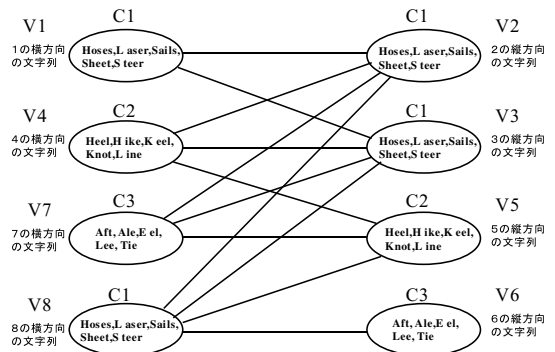 V1
C1
1の横方向
の文字列
Hoses,L aser,Sails,
Sheet,S teer
C1
V2
Hoses,L aser,Sails,
Sheet,S teer
2の縦方向
の文字列
V4
C2
4の横方向
の文字列
Heel,H ike,K eel,
Knot,L ine
C1
V3
Hoses,L aser,Sails,
Sheet,S teer
3の縦方向
の文字列
V7
C3
7の横方向
の文字列
Aft, Ale,E el,
Lee, Tie
C2
V5
Heel,H ike,K eel,
Knot,L ine
5の縦方向
の文字列
V8
C1
8の横方向
の文字列
Hoses,L aser,Sails,
Sheet,S teer
C3
V6
Aft, Ale,E el,
Lee, Tie
6の縦方向
の文字列